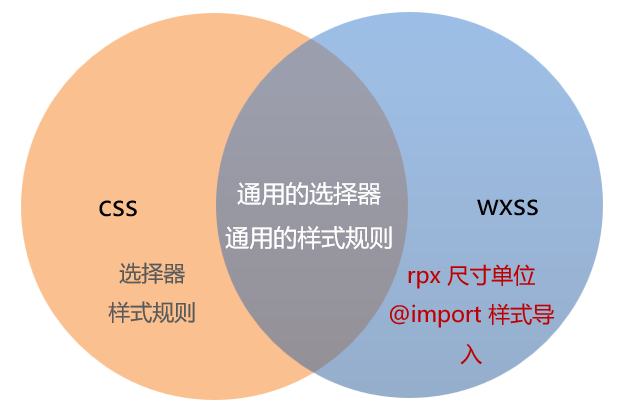 css
选择器
样式规则
通用的选择器
通用的样式规则
wxss
rpx 尺寸单位
@import 样式导
入